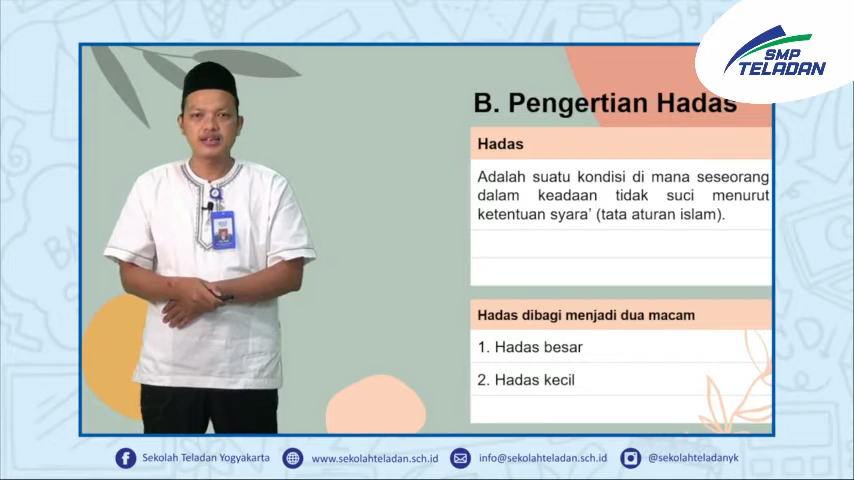 SMP
TELADAN
B. Pengertian Hadas
Hadas
Adalah suatu kondisi di mana seseorang
dalam keadaan tidak suci menurut
ketentuan syara' (tata aturan islam).
Hadas dibagi menjadi dua macam
1. Hadas besar
2. Hadas kecil
Sekolah Teladan Yogyakarta
www.sekolahteladan.sch.id
info@sekolahteladan.sch.id
@sekolahteladanyk